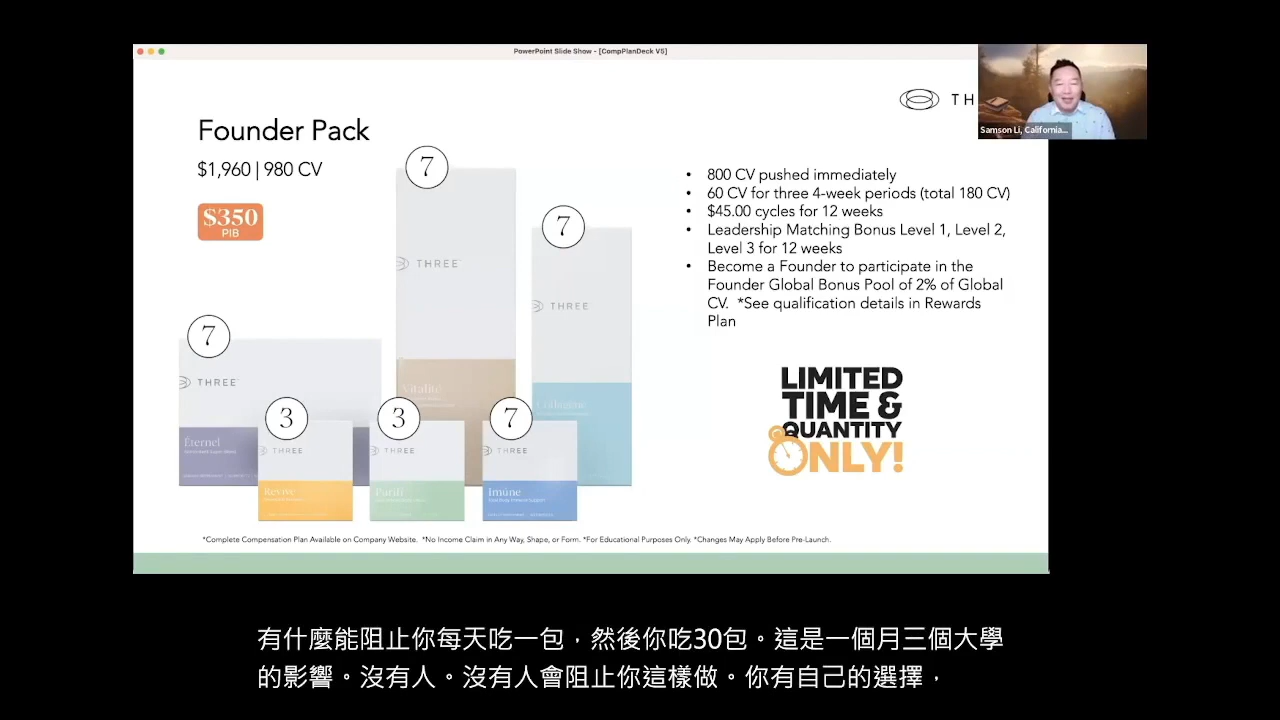 PowerPoint Slide Show - [CompPlanDeck V5]
TH
Samson Li, California...
Founder Pack
$1,960 | 980 CV
$350
PIB
7
7
7
3
3
7
THREE
THREE
THREE
Vitalité
Collagène
Éternel
THREE
THREE
THREE
Revive
Purifí
Imúne
• 800 CV pushed immediately
• 60 CV for three 4-week periods (total 180 CV)
• $45.00 cycles for 12 weeks
• Leadership Matching Bonus Level 1, Level 2,
Level 3 for 12 weeks
• Become a Founder to participate in the
Founder Global Bonus Pool of 2% of Global
CV. *See qualification details in Rewards
Plan
LIMITED
TIME &
QUANTITY
ONLY!
*Complete Compensation Plan Available on Company Website. *No Income Claim in Any Way, Shape, or Form. *For Educational Purposes Only. *Changes May Apply Before Pre-Launch.
有什麼能阻止你每天吃一包，然後你吃30包。這是一個月三個大學
的影響。沒有人。沒有人會阻止你這樣做。你有自己的選擇，